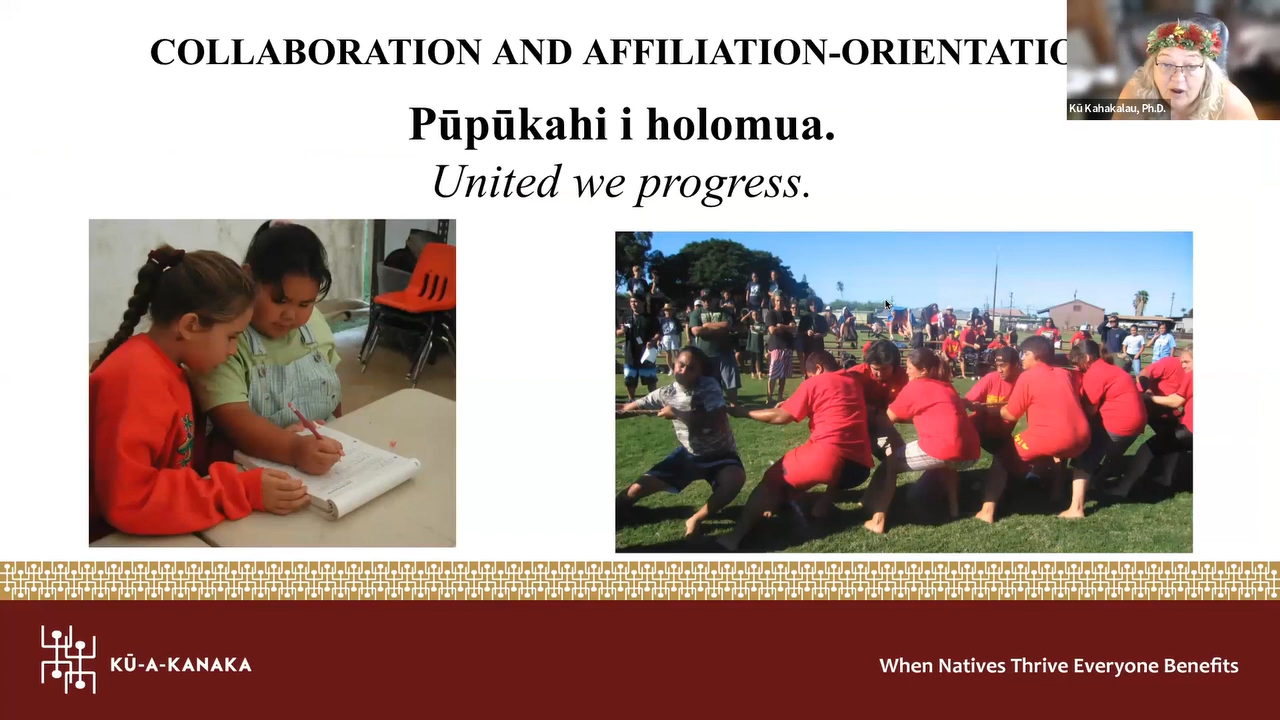 COLLABORATION AND AFFILIATION-ORIENTATIO
Kū Kahakalau, Ph.D.
Pūpūkahi i holomua.
United we progress.
KŪ-A-KANAKA
When Natives Thrive Everyone Benefits